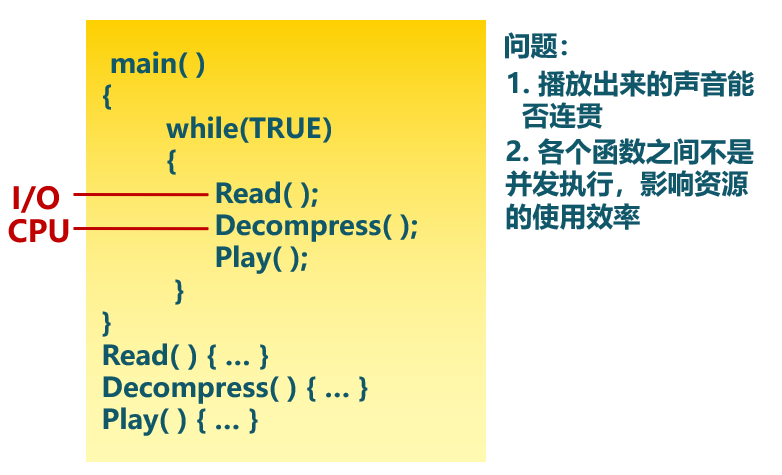 main( )
{
while(TRUE)
{
I/O
Read( );
CPU
Decompress( );
Play( );
}
}
Read( ) { … }
Decompress( ) { … }
Play( ) { … }
问题：
1. 播放出来的声音能
否连贯
2. 各个函数之间不是
并发执行，影响资源
的使用效率